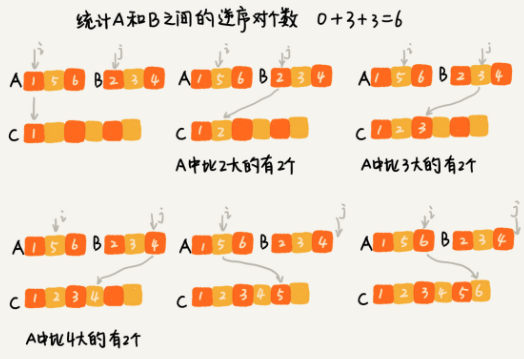 统计A和B之间的逆序对个数 0+3+3=6
i j i j i j
A 1 5 6 B 2 3 4 A 1 5 6 B 2 3 4 A 1 5 6 B 2 3 4
C 1 C 1 2 C 1 2 3
A中比2大的有2个 A中比3大的有2个
i j i j i j
A 1 5 6 B 2 3 4 A 1 5 6 B 2 3 4 A 1 5 6 B 2 3 4
C 1 2 3 4 C 1 2 3 4 5 C 1 2 3 4 5 6
A中比4大的有2个